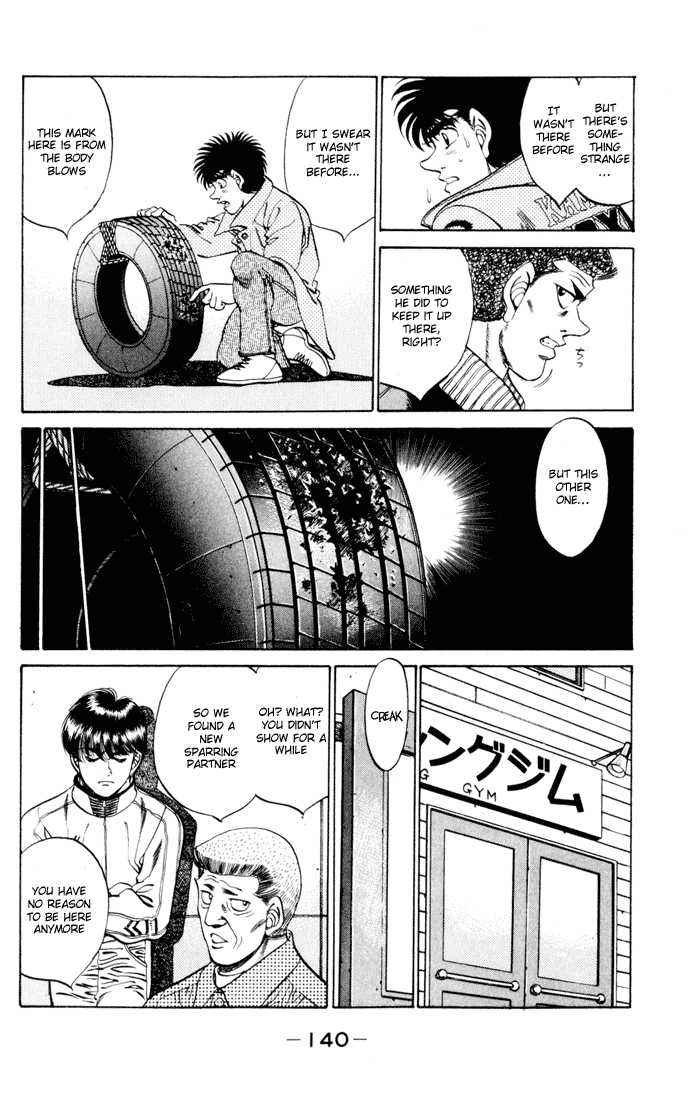 BUT
THERE'S
SOME-
THING
STRANGE
...
IT
WASN'T
THERE
BEFORE
BUT I SWEAR
IT WASN'T
THERE
BEFORE...
THIS MARK
HERE IS FROM
THE BODY
BLOWS
SOMETHING
HE DID TO
KEEP IT UP
THERE,
RIGHT?
ちっ
BUT THIS
OTHER
ONE...
ングジム
G GYM
CREAK
OH? WHAT?
YOU DIDN'T
SHOW FOR A
WHILE
SO WE
FOUND A
NEW
SPARRING
PARTNER
YOU HAVE
NO REASON
TO BE HERE
ANYMORE
-140-